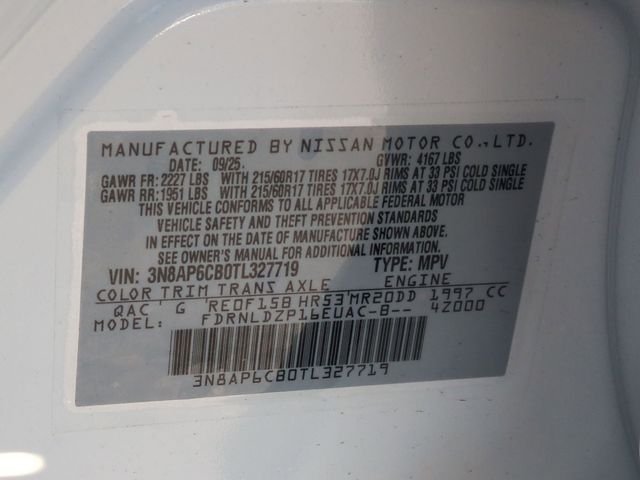 MANUFACTURED BY NISSAN MOTOR CO., LTD.
DATE: 09/25 GVWR: 4167 LBS
GAWR FR: 2227 LBS WITH 215/60R17 TIRES 17X7.0J RIMS AT 33 PSI COLD SINGLE
GAWR RR: 1951 LBS WITH 215/60R17 TIRES 17X7.0J RIMS AT 33 PSI COLD SINGLE
THIS VEHICLE CONFORMS TO ALL APPLICABLE FEDERAL MOTOR
VEHICLE SAFETY AND THEFT PREVENTION STANDARDS
IN EFFECT ON THE DATE OF MANUFACTURE SHOWN ABOVE.
SEE OWNER'S MANUAL FOR ADDITIONAL INFORMATION
VIN: 3N8AP6CB0TL327719 TYPE: MPV
COLOR TRIM TRANS AXLE ENGINE
QAC G RE0F15B HR53 MR20DD 1997 CC
FDRNLDZP16EUAC-B-- 4Z000
3N8AP6CB0TL327719